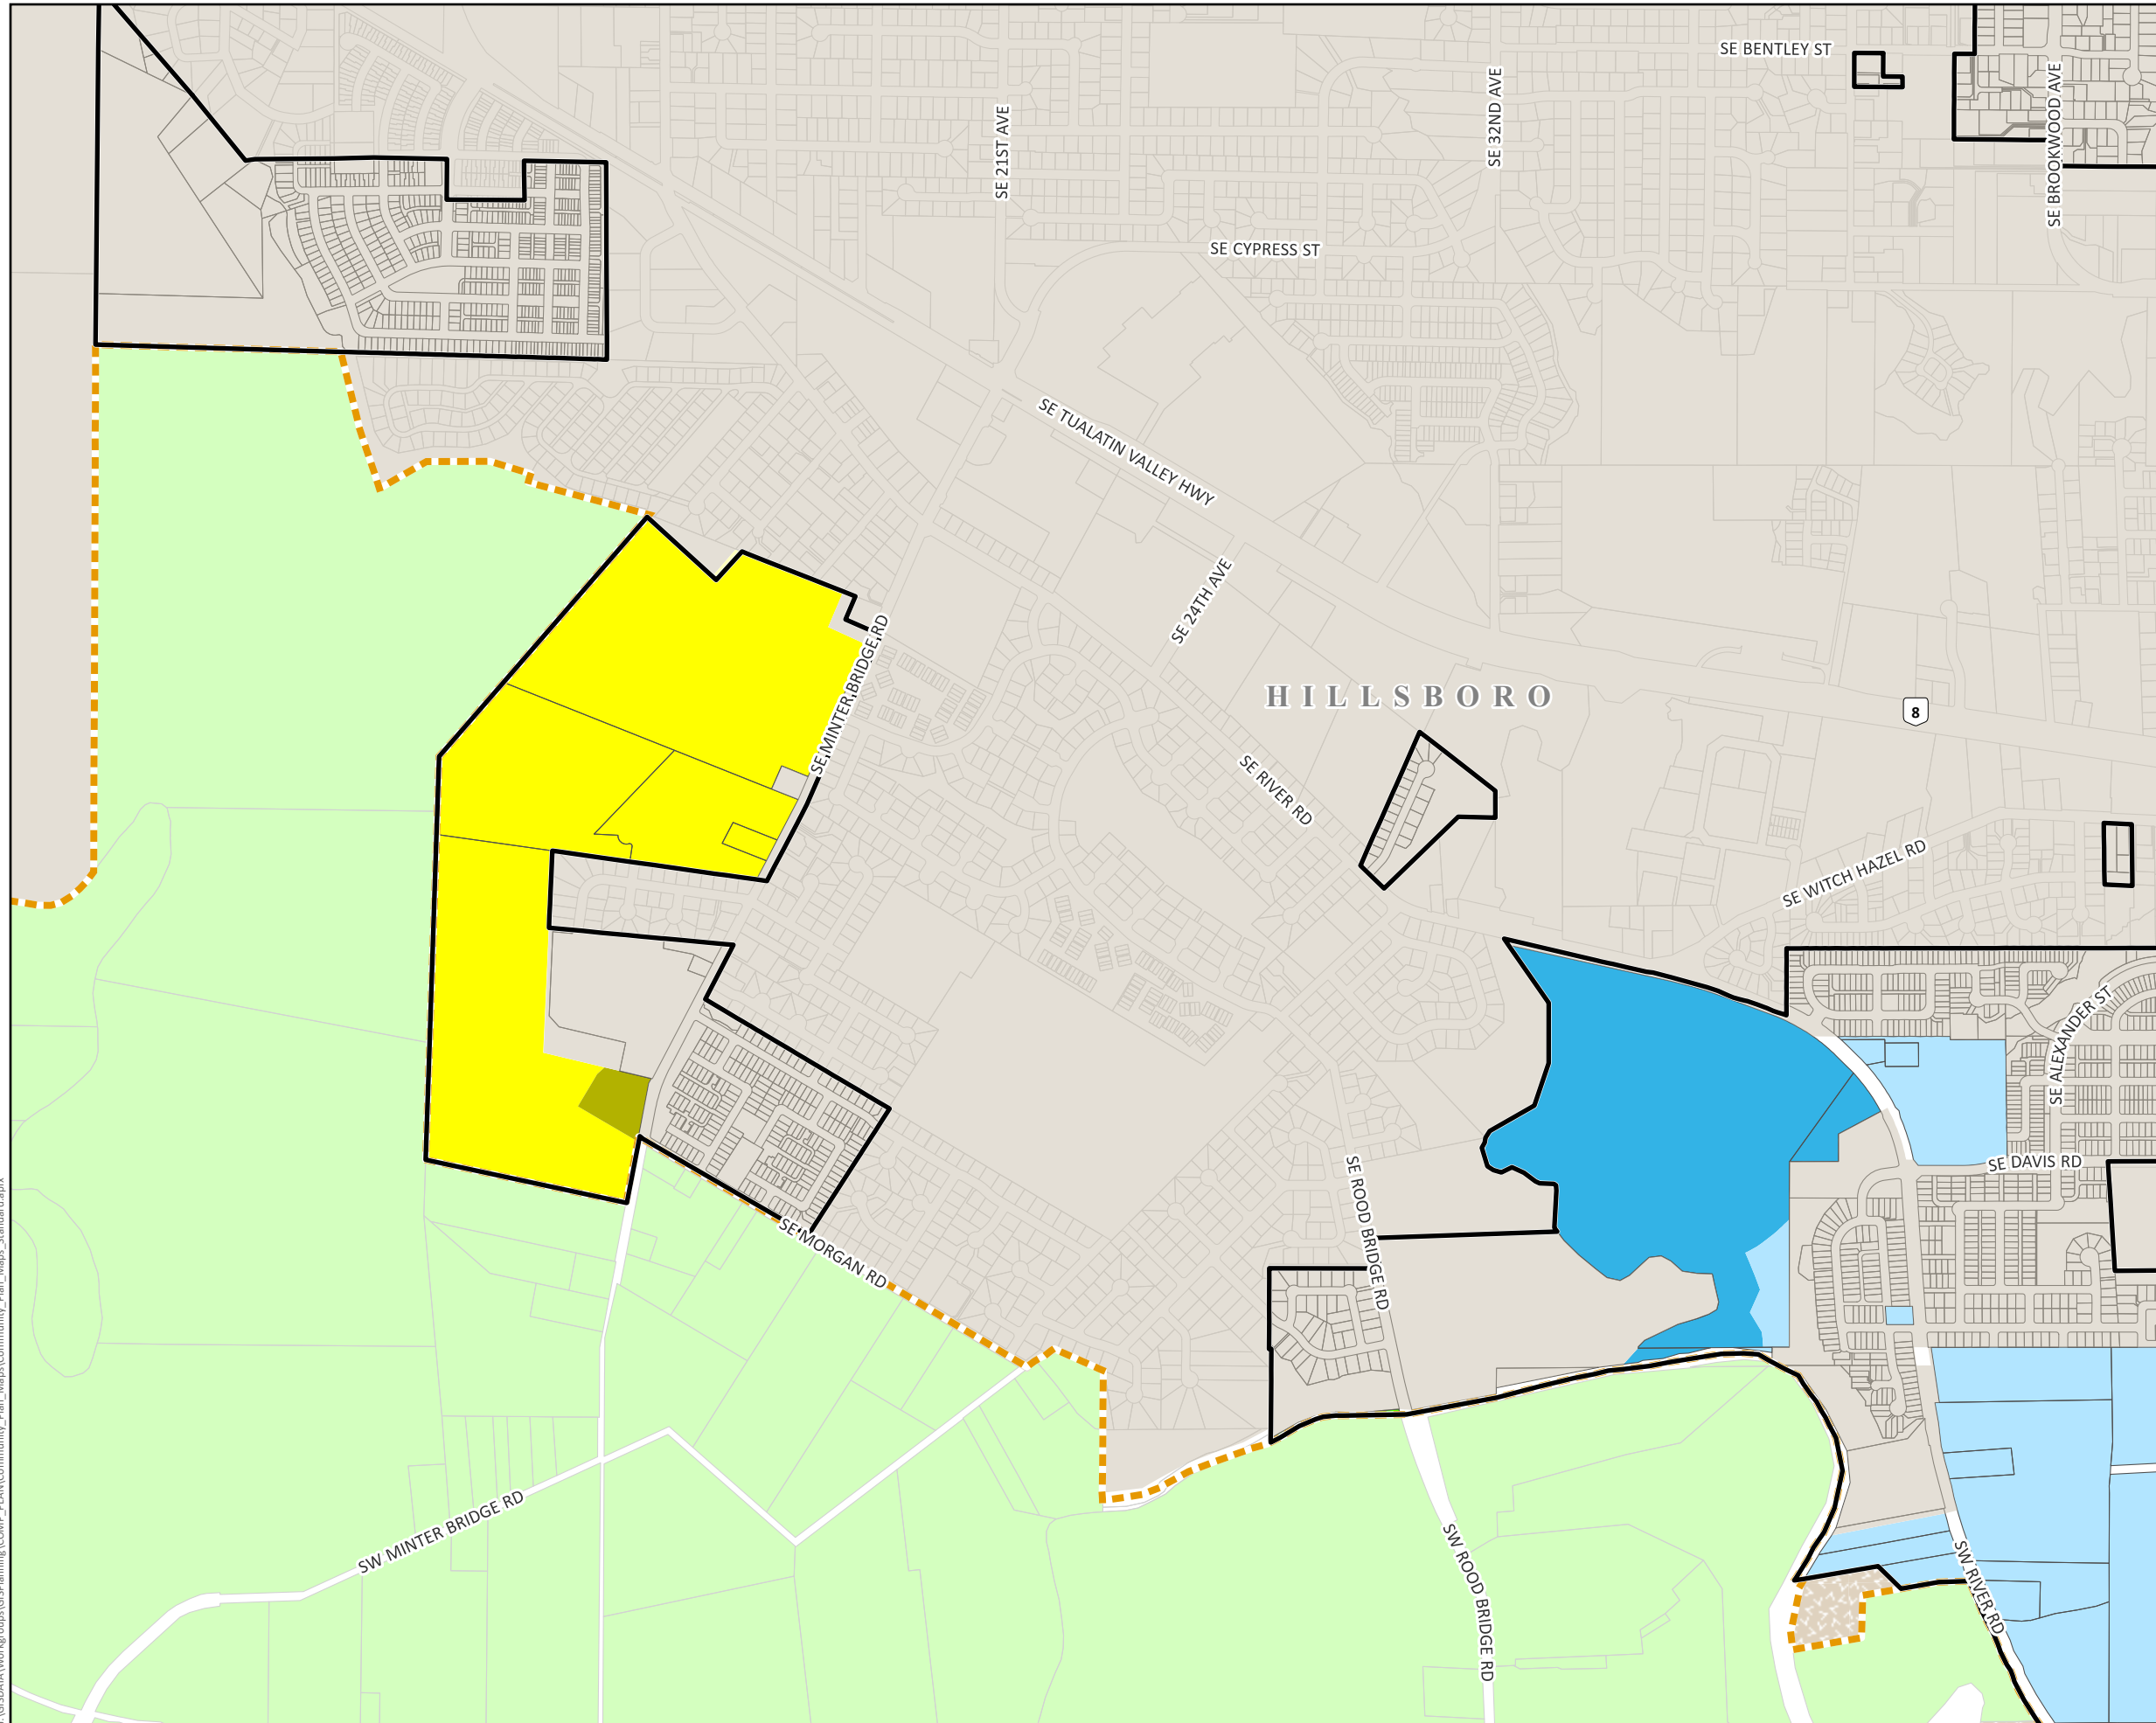 SE BENTLEY ST
SE 32ND AVE
SE BROOKWOOD AVE
SE 21ST AVE
SE CYPRESS ST
SE TUALATIN VALLEY HWY
SE 24TH AVE
SE MINTER BRIDGE RD
HILLSBORO
8
SE RIVER RD
SE WITCH HAZEL RD
SE ALEXANDER ST
SE DAVIS RD
SE ROOD BRIDGE RD
SE MORGAN RD
SW MINTER BRIDGE RD
SW ROOD BRIDGE RD
SW RIVER RD